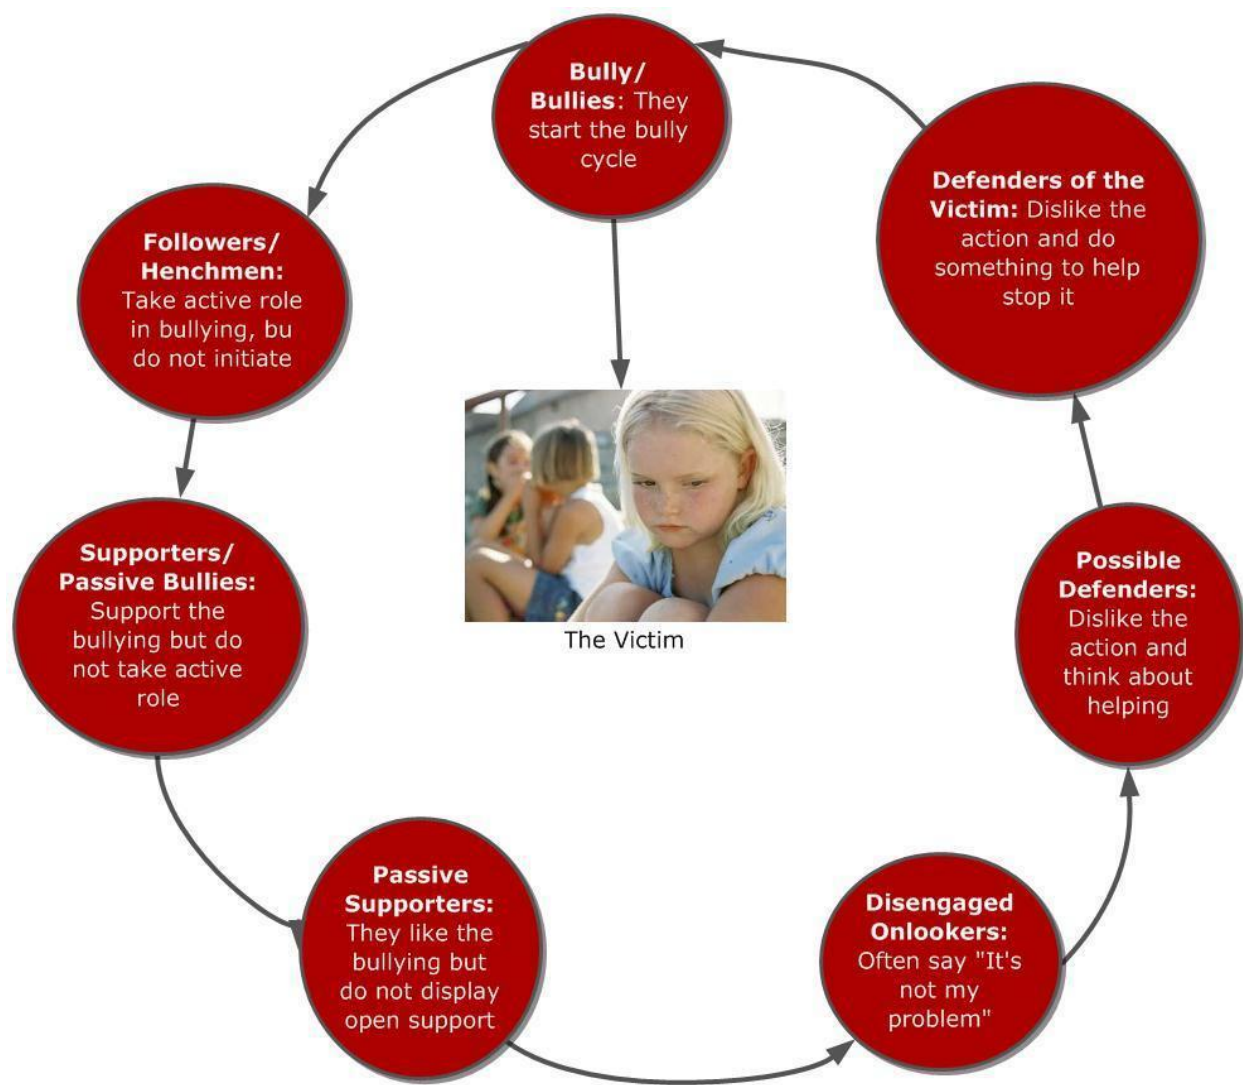 Bully/
Bullies: They
start the bully
cycle
Followers/
Henchmen:
Take active role
in bullying, bu
do not initiate
Supporters/
Passive Bullies:
Support the
bullying but do
not take active
role
Passive
Supporters:
They like the
bullying but
do not display
open support
Disengaged
Onlookers:
Often say "It's
not my
problem"
Possible
Defenders:
Dislike the
action and
think about
helping
Defenders of the
Victim: Dislike the
action and do
something to help
stop it
The Victim